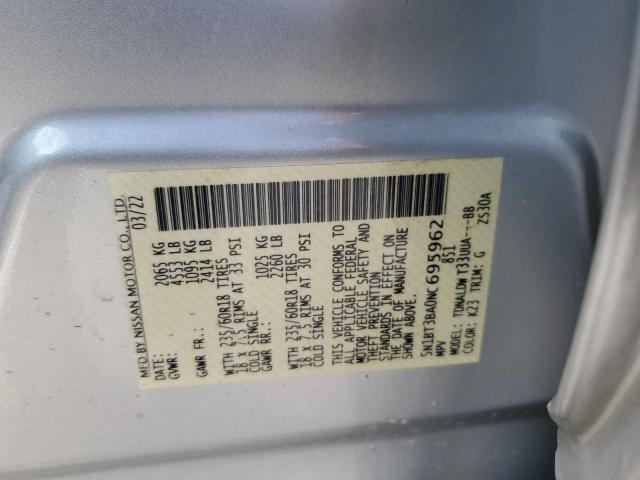 MFD BY NISSAN MOTOR CO., LTD.
03/22
2065 KG
GVWR: 4553 LB
1095 KG
GAWR FR.: 2414 LB
WITH 235/60R18 TIRES
18 X 7.5 RIMS AT 33 PSI
COLD SINGLE
1025 KG
GAWR RR.: 2260 LB
WITH 235/60R18 TIRES
18 X 7.5 RIMS AT 30 PSI
COLD SINGLE
THIS VEHICLE CONFORMS TO
ALL APPLICABLE FEDERAL
MOTOR VEHICLE SAFETY AND
THEFT PREVENTION
STANDARDS IN EFFECT ON
THE DATE OF MANUFACTURE
SHOWN ABOVE.
5N1BT3BA0NC695962
MPV 851
MODEL: TDNALDW T33UUA---BB
COLOR: K23 TRIM: G ZS30A